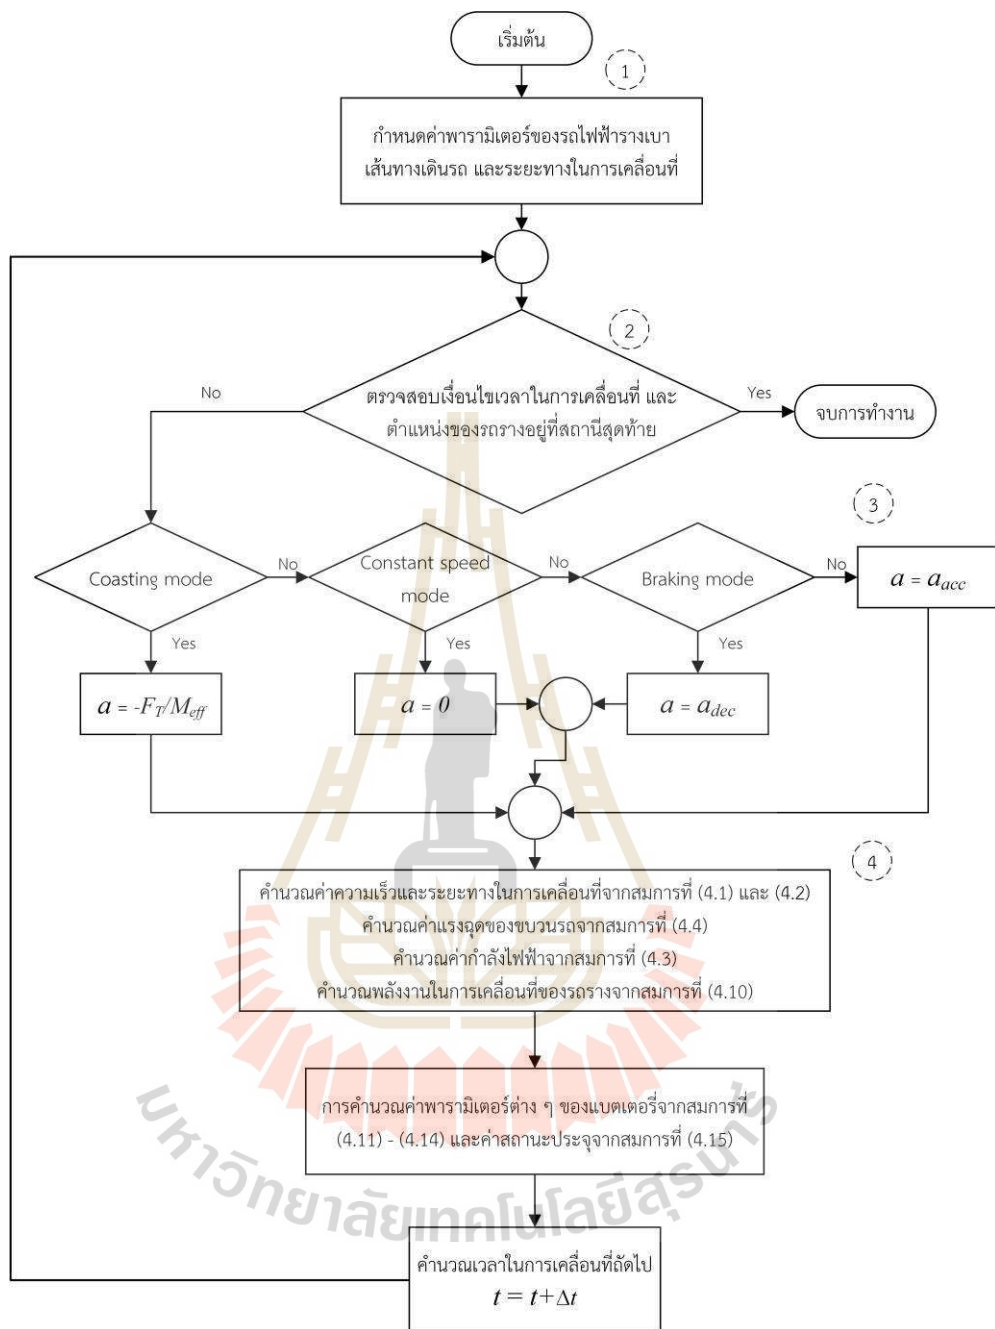 เริ่มต้น
1
กำหนดค่าพารามิเตอร์ของรถไฟฟ้ารางเบา
เส้นทางเดินรถ และระยะทางในการเคลื่อนที่
2
ตรวจสอบเงื่อนไขเวลาในการเคลื่อนที่ และ
ตำแหน่งของรถรางอยู่ที่สถานีสุดท้าย
No
Yes
จบการทำงาน
3
Coasting mode
No
Constant speed
mode
No
Braking mode
No
a = a_acc
Yes
Yes
Yes
a = -F_T/M_eff
a = 0
a = a_dec
4
คำนวณค่าความเร็วและระยะทางในการเคลื่อนที่จากสมการที่ (4.1) และ (4.2)
คำนวณค่าแรงฉุดของขบวนรถจากสมการที่ (4.4)
คำนวณค่ากำลังไฟฟ้าจากสมการที่ (4.3)
คำนวณพลังงานในการเคลื่อนที่ของรถรางจากสมการที่ (4.10)
การคำนวณค่าพารามิเตอร์ต่าง ๆ ของแบตเตอรี่จากสมการที่
(4.11) - (4.14) และค่าสถานะประจุจากสมการที่ (4.15)
มหาวิทยาลัยเทคโนโลยีสุรนารี
คำนวณเวลาในการเคลื่อนที่ถัดไป
t = t+Δt